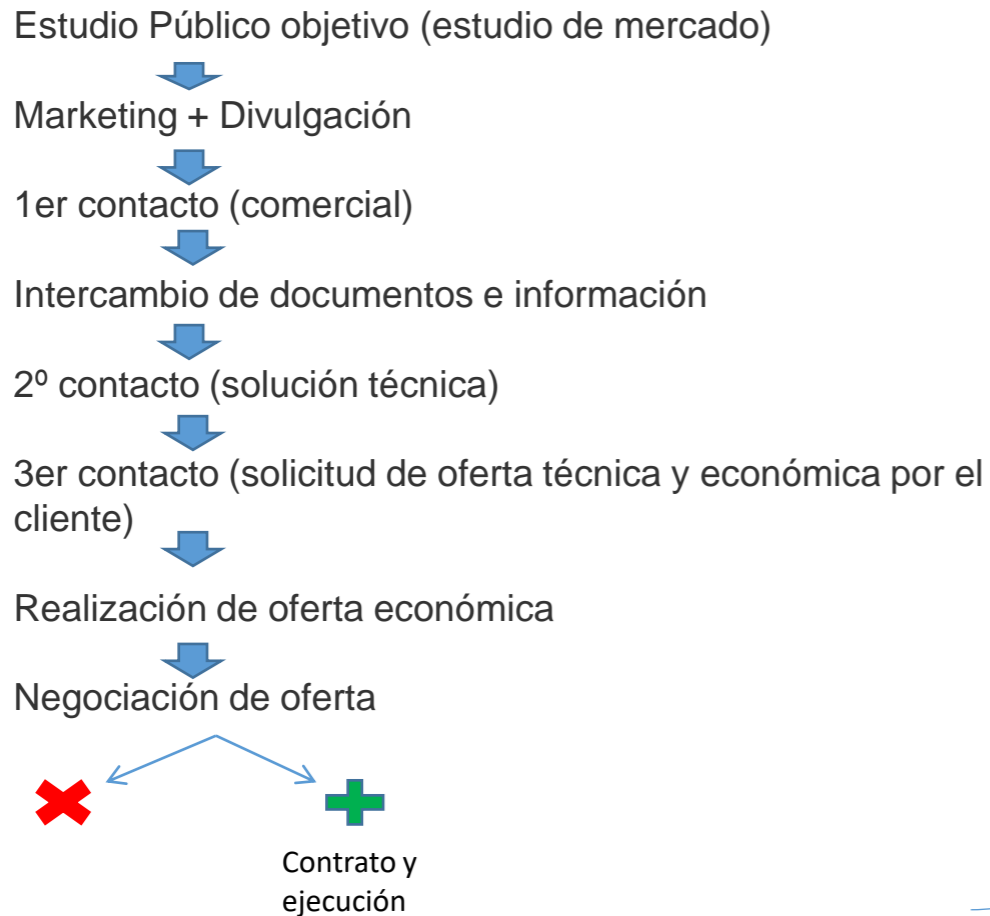 Estudio Público objetivo (estudio de mercado)
Marketing + Divulgación
1er contacto (comercial)
Intercambio de documentos e información
2º contacto (solución técnica)
3er contacto (solicitud de oferta técnica y económica por el
cliente)
Realización de oferta económica
Negociación de oferta
Contrato y
ejecución